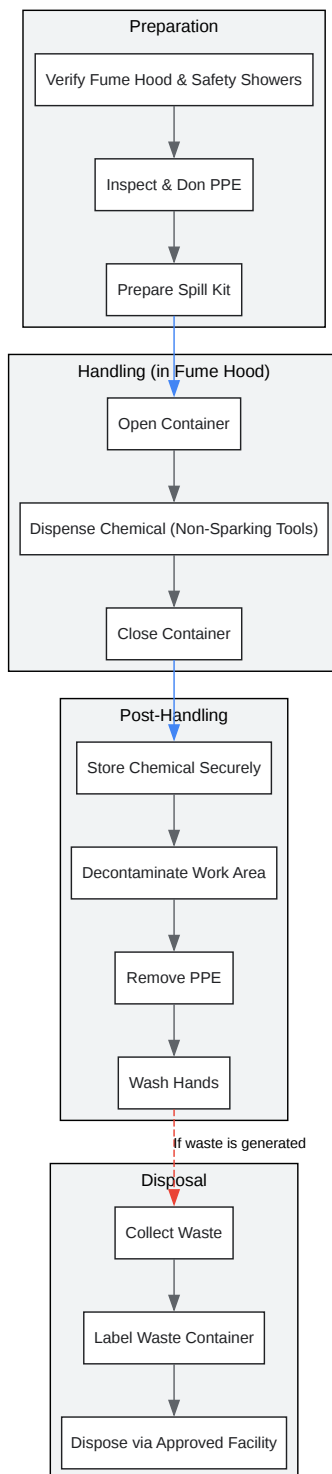 Preparation
Verify Fume Hood & Safety Showers
Inspect & Don PPE
Prepare Spill Kit
Handling (in Fume Hood)
Open Container
Dispense Chemical (Non-Sparking Tools)
Close Container
Post-Handling
Store Chemical Securely
Decontaminate Work Area
Remove PPE
Wash Hands
If waste is generated
Disposal
Collect Waste
Label Waste Container
Dispose via Approved Facility